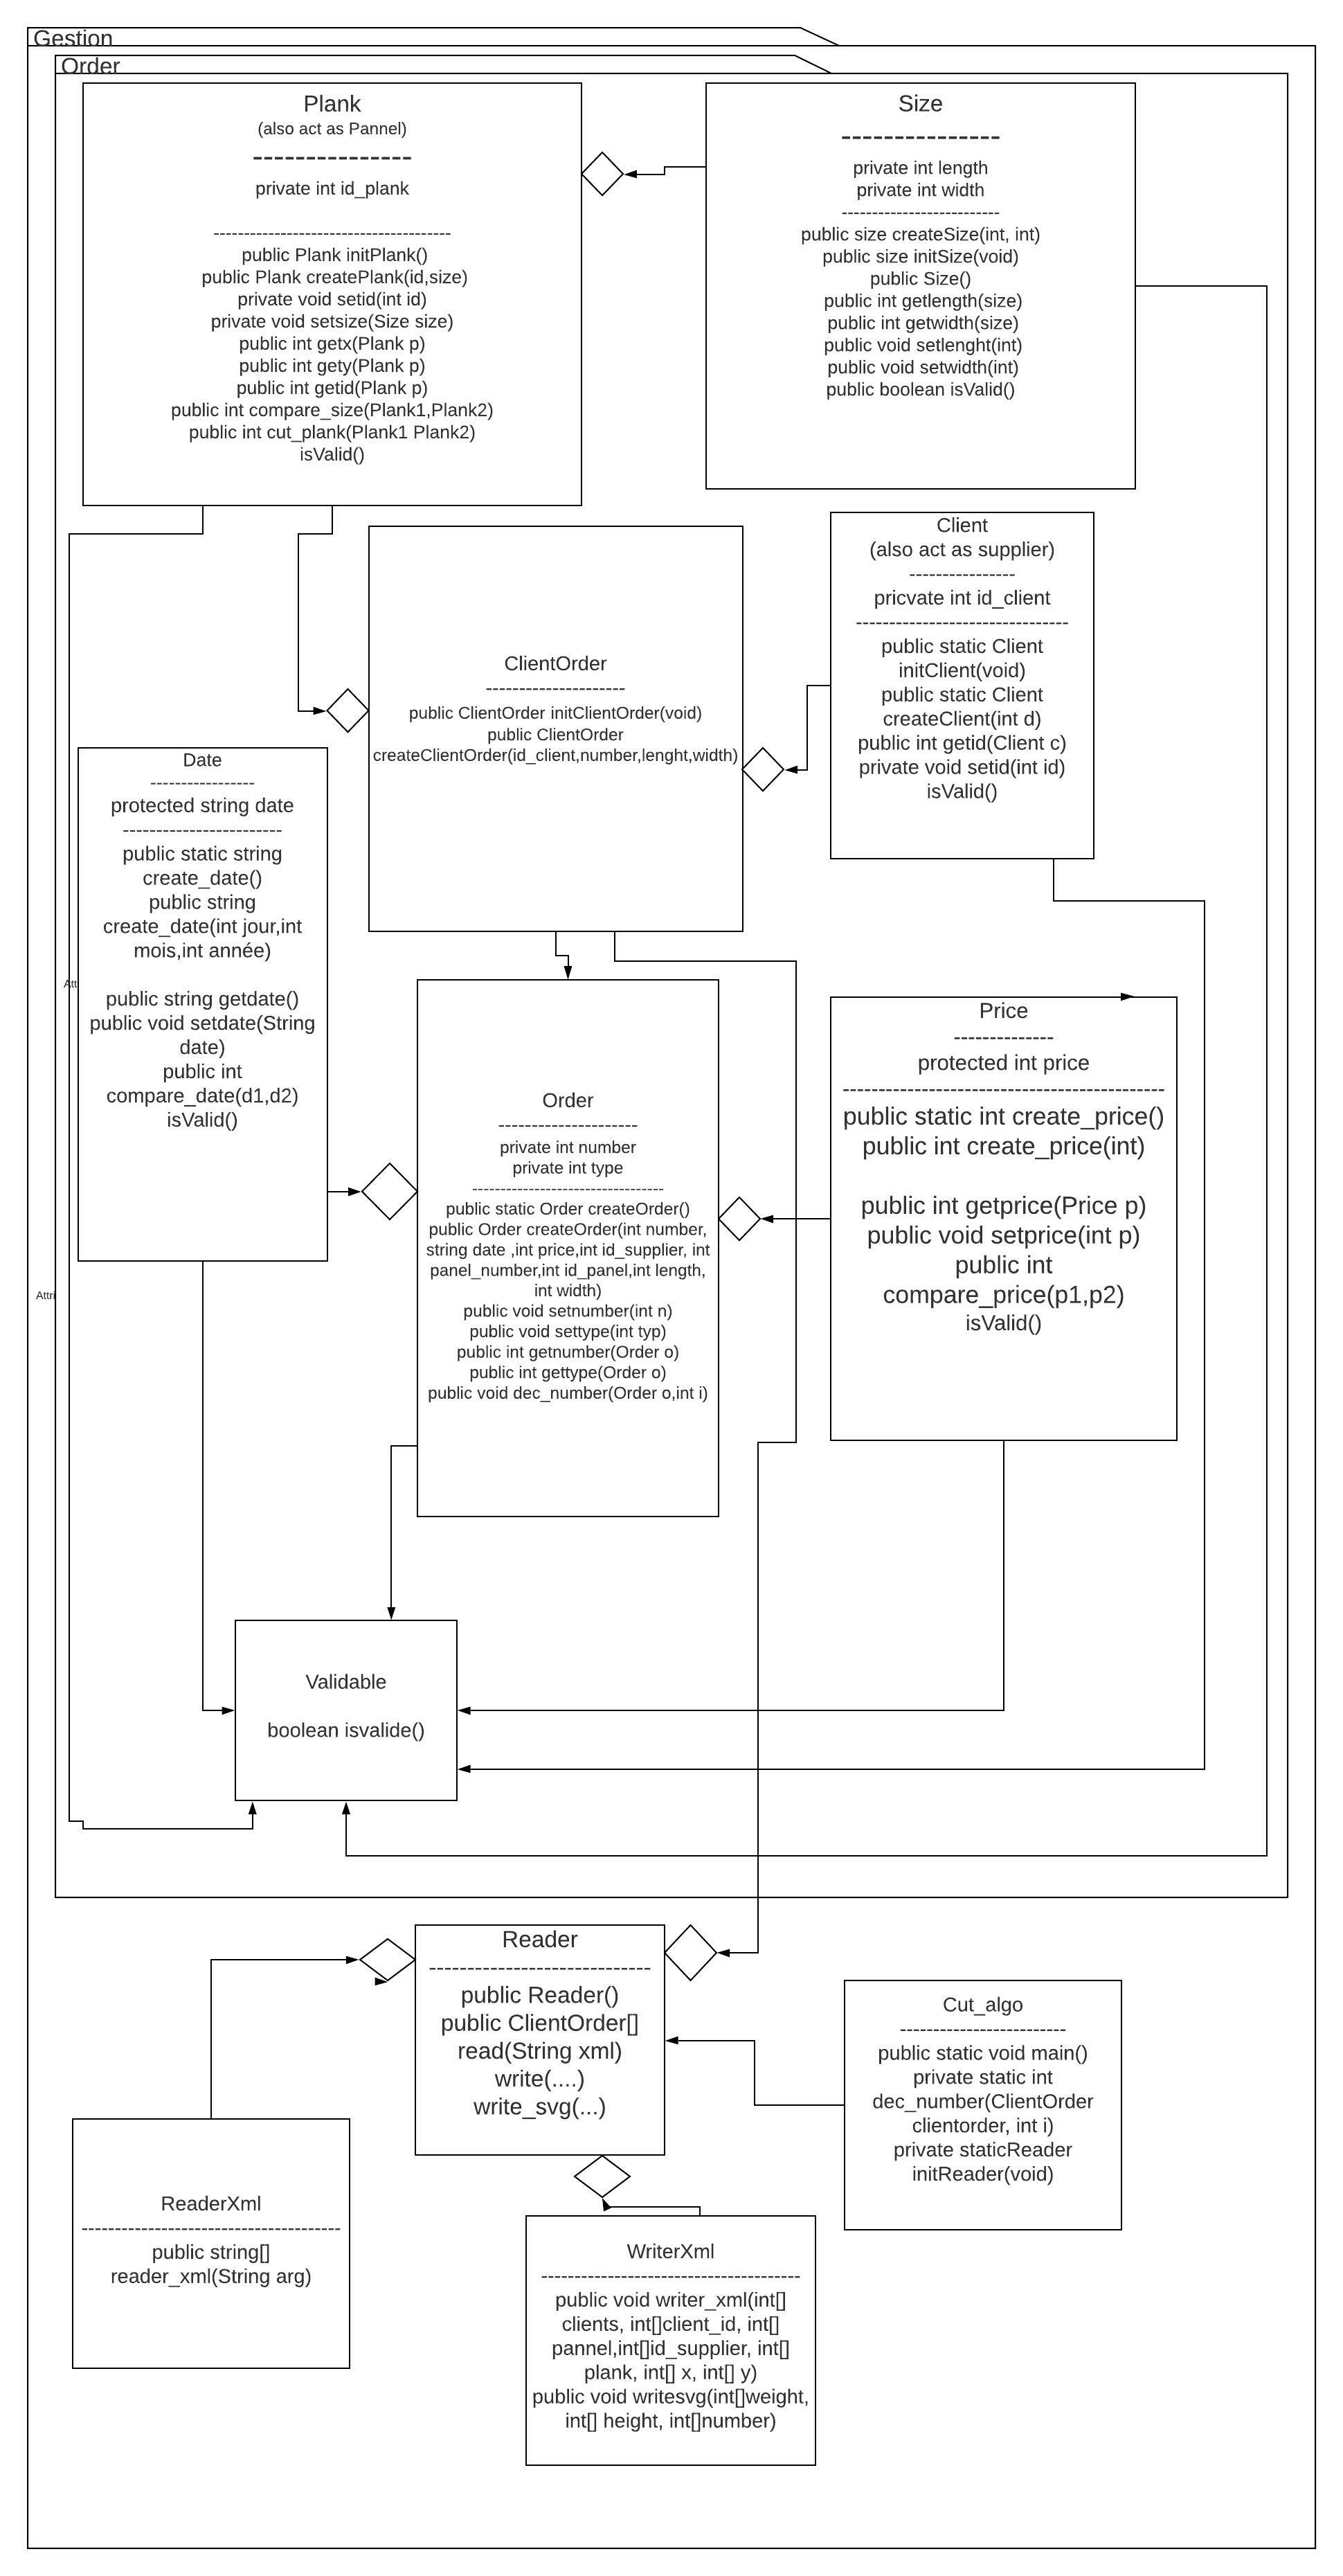 Gestion
Order
Plank
(also act as Pannel)
---------------
private int id_plank
---------------------------------------
public Plank initPlank()
public Plank createPlank(id,size)
private void setid(int id)
private void setsize(Size size)
public int getx(Plank p)
public int gety(Plank p)
public int getid(Plank p)
public int compare_size(Plank1,Plank2)
public int cut_plank(Plank1 Plank2)
isValid()
Size
---------------
private int length
private int width
--------------------------
public size createSize(int, int)
public size initSize(void)
public Size()
public int getlength(size)
public int getwidth(size)
public void setlenght(int)
public void setwidth(int)
public boolean isValid()
Client
(also act as supplier)
----------------
pricvate int id_client
--------------------------------
public static Client
initClient(void)
public static Client
createClient(int d)
public int getid(Client c)
private void setid(int id)
isValid()
ClientOrder
---------------------
public ClientOrder initClientOrder(void)
public ClientOrder
createClientOrder(id_client,number,lenght,width)
Date
-----------------
protected string date
------------------------
public static string
create_date()
public string
create_date(int jour,int
mois,int année)
public string getdate()
public void setdate(String
date)
public int
compare_date(d1,d2)
isValid()
Att
Attri
Order
---------------------
private int number
private int type
----------------------------------
public static Order createOrder()
public Order createOrder(int number,
string date ,int price,int id_supplier, int
panel_number,int id_panel,int length,
int width)
public void setnumber(int n)
public void settype(int typ)
public int getnumber(Order o)
public int gettype(Order o)
public void dec_number(Order o,int i)
Price
--------------
protected int price
---------------------------------------------
public static int create_price()
public int create_price(int)
public int getprice(Price p)
public void setprice(int p)
public int
compare_price(p1,p2)
isValid()
Validable
boolean isvalide()
Reader
-----------------------------
public Reader()
public ClientOrder[]
read(String xml)
write(....)
write_svg(...)
Cut_algo
-------------------------
public static void main()
private static int
dec_number(ClientOrder
clientorder, int i)
private staticReader
initReader(void)
ReaderXml
---------------------------------------
public string[]
reader_xml(String arg)
WriterXml
---------------------------------------
public void writer_xml(int[]
clients, int[]client_id, int[]
pannel,int[]id_supplier, int[]
plank, int[] x, int[] y)
public void writesvg(int[]weight,
int[] height, int[]number)